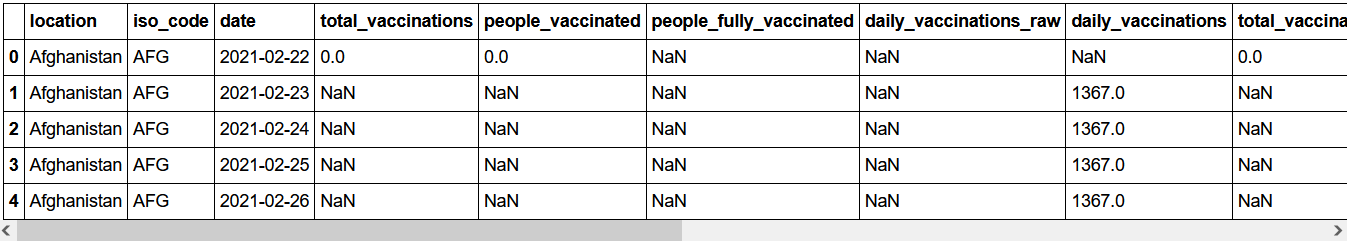 location iso_code date total_vaccinations people_vaccinated people_fully_vaccinated daily_vaccinations_raw daily_vaccinations total_vaccina
0 Afghanistan AFG 2021-02-22 0.0 0.0 NaN NaN NaN 0.0
1 Afghanistan AFG 2021-02-23 NaN NaN NaN NaN 1367.0 NaN
2 Afghanistan AFG 2021-02-24 NaN NaN NaN NaN 1367.0 NaN
3 Afghanistan AFG 2021-02-25 NaN NaN NaN NaN 1367.0 NaN
4 Afghanistan AFG 2021-02-26 NaN NaN NaN NaN 1367.0 NaN